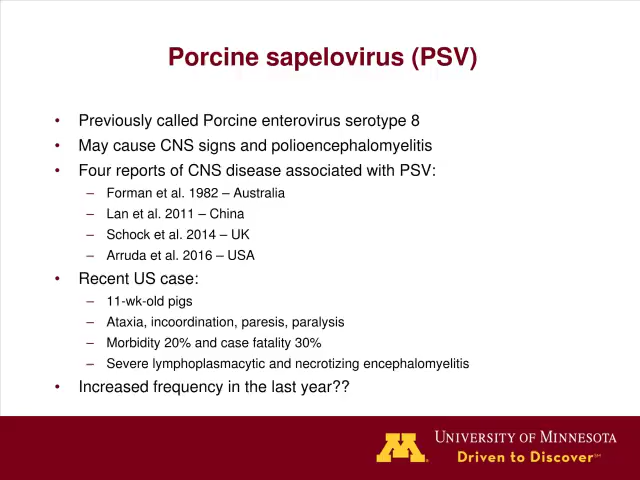 Porcine sapelovirus (PSV)
• Previously called Porcine enterovirus serotype 8
• May cause CNS signs and polioencephalomyelitis
• Four reports of CNS disease associated with PSV:
– Forman et al. 1982 – Australia
– Lan et al. 2011 – China
– Schock et al. 2014 – UK
– Arruda et al. 2016 – USA
• Recent US case:
– 11-wk-old pigs
– Ataxia, incoordination, paresis, paralysis
– Morbidity 20% and case fatality 30%
– Severe lymphoplasmacytic and necrotizing encephalomyelitis
• Increased frequency in the last year??
M
UNIVERSITY OF MINNESOTA
Driven to Discover℠